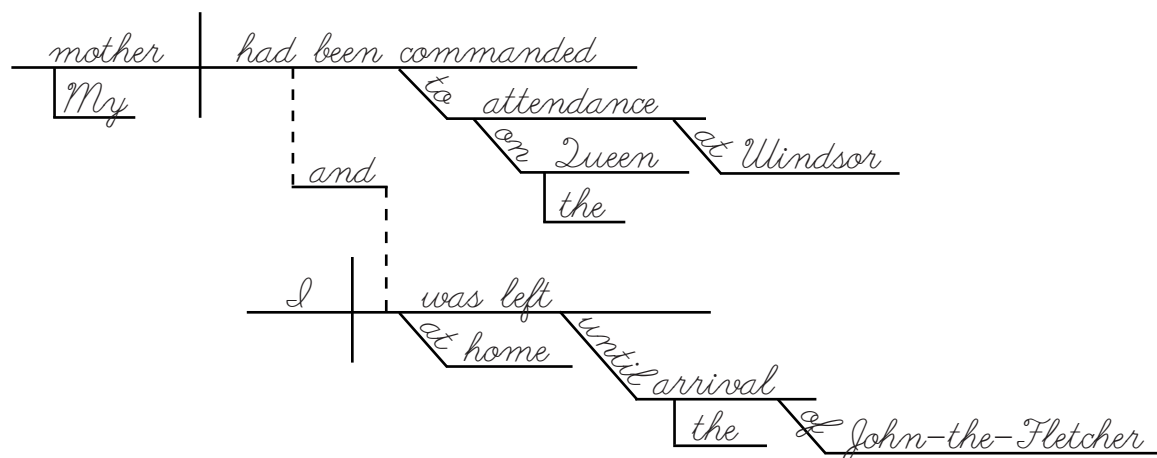 mother had been commanded
My to attendance
on Queen at Windsor
and the
I was left
at home until
arrival
the of John-the-Fletcher